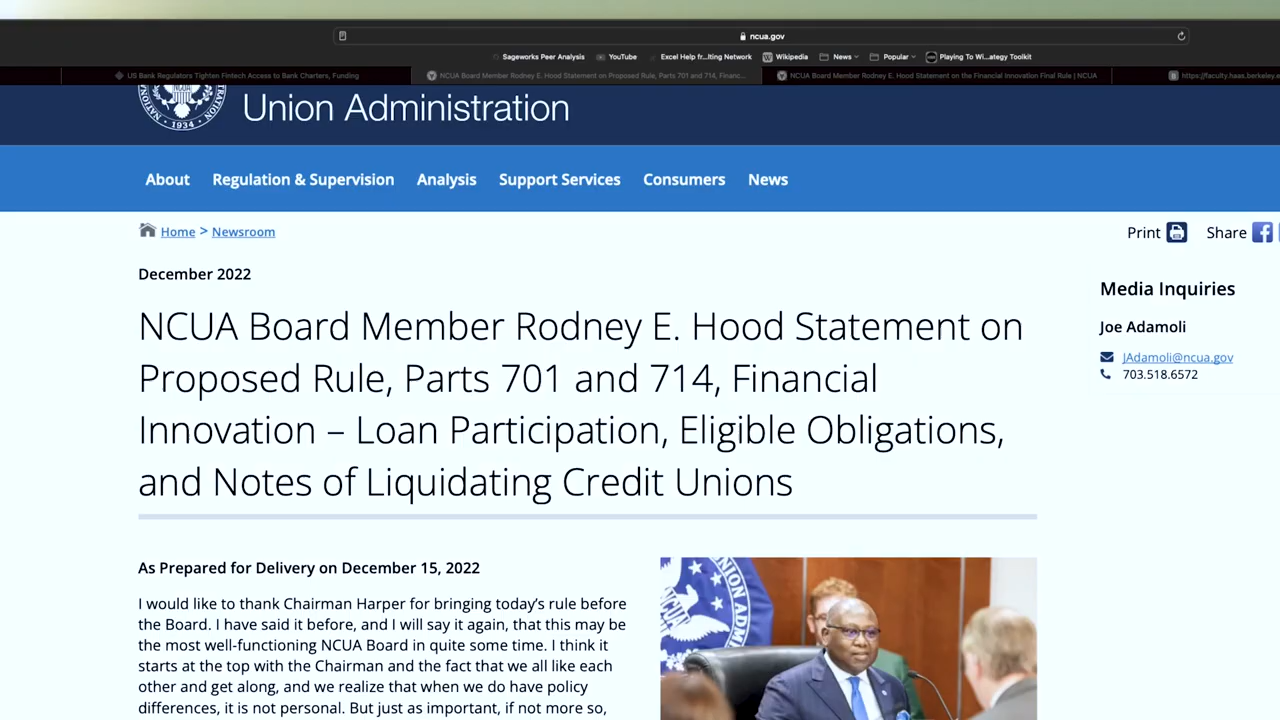 ncua.gov
Sageworks Peer Analysis YouTube Excel Help fr...lting Network Wikipedia News Popular Playing To Wi...ategy Toolkit
US Bank Regulators Tighten Fintech Access to Bank Charters, Funding
NCUA Board Member Rodney E. Hood Statement on Proposed Rule, Parts 701 and 714, Financ...
NCUA Board Member Rodney E. Hood Statement on the Financial Innovation Final Rule | NCUA
https://faculty.haas.berkeley.e
1934
Union Administration
About Regulation & Supervision Analysis Support Services Consumers News
Home > Newsroom
Print Share
December 2022
NCUA Board Member Rodney E. Hood Statement on
Proposed Rule, Parts 701 and 714, Financial
Innovation – Loan Participation, Eligible Obligations,
and Notes of Liquidating Credit Unions
Media Inquiries
Joe Adamoli
JAdamoli@ncua.gov
703.518.6572
As Prepared for Delivery on December 15, 2022
I would like to thank Chairman Harper for bringing today's rule before
the Board. I have said it before, and I will say it again, that this may be
the most well-functioning NCUA Board in quite some time. I think it
starts at the top with the Chairman and the fact that we all like each
other and get along, and we realize that when we do have policy
differences, it is not personal. But just as important, if not more so,